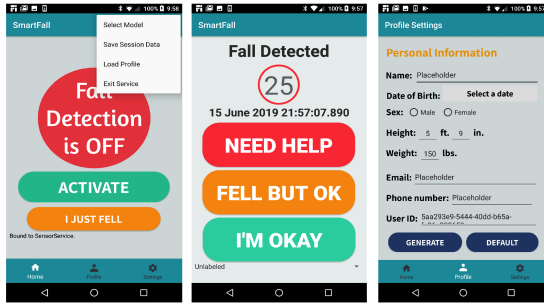 100% 9:58
SmartFall
Select Model
Save Session Data
Load Profile
Exit Service
Fall
Detection
is OFF
ACTIVATE
I JUST FELL
Bound to SensorService.
Home
Profile
Settings
100% 9:57
SmartFall
Fall Detected
25
15 June 2019 21:57:07.890
NEED HELP
FELL BUT OK
I'M OKAY
Unlabeled
100% 9:57
Profile Settings
Personal Information
Name: Placeholder
Date of Birth: Select a date
Sex: Male Female
Height: 5 ft. 9 in.
Weight: 150 lbs.
Email: Placeholder
Phone number: Placeholder
User ID: 5aa293e9-5444-40dd-b65a-
GENERATE
DEFAULT
Home
Profile
Settings